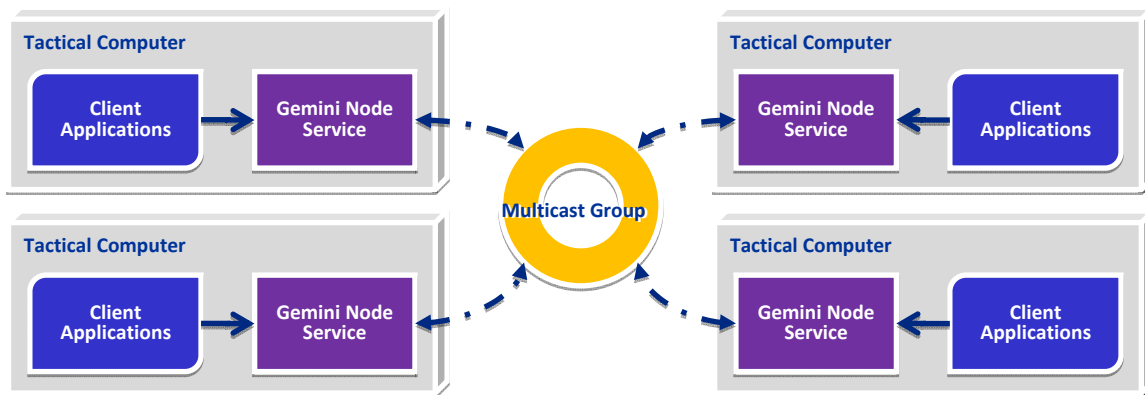 Tactical Computer
Client
Applications
Gemini Node
Service
Tactical Computer
Gemini Node
Service
Client
Applications
Multicast Group
Tactical Computer
Client
Applications
Gemini Node
Service
Tactical Computer
Gemini Node
Service
Client
Applications